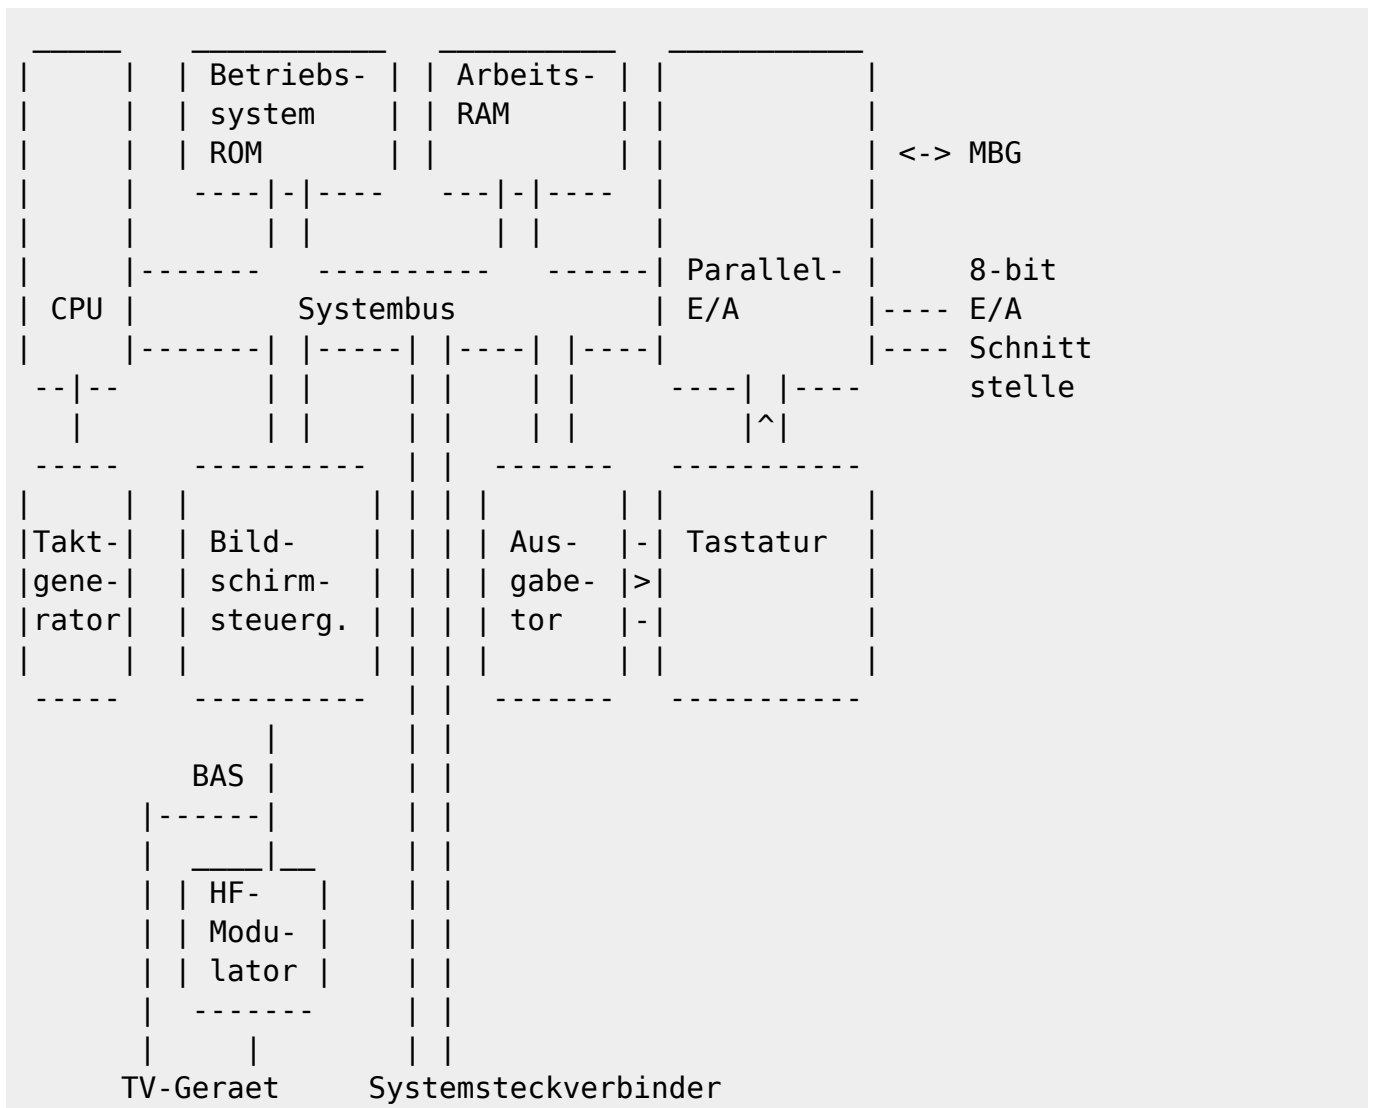 Betriebs- Arbeits-
system RAM
ROM <-> MBG
Parallel- 8-bit
CPU Systembus E/A E/A
Schnitt
stelle
Takt- Bild- Aus- Tastatur
gene- schirm- gabe-
rator steuerg. tor
BAS
HF-
Modu-
lator
TV-Geraet Systemsteckverbinder